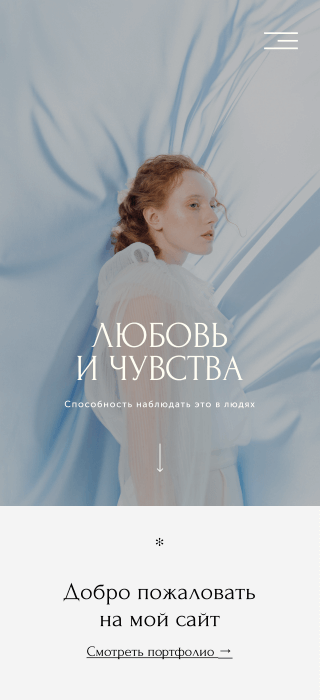 ЛЮБОВЬ
И ЧУВСТВА
Способность наблюдать это в людях
*
Добро пожаловать
на мой сайт
Смотреть портфолио →